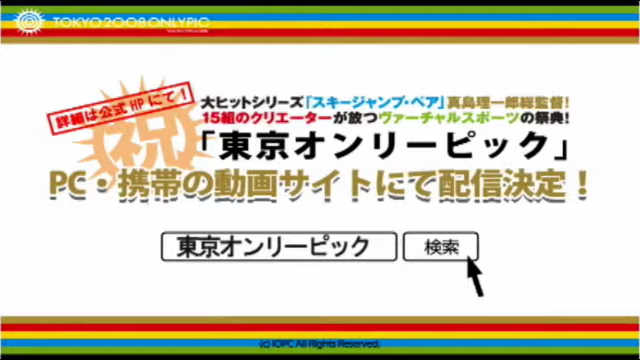 TOKYO2008ONLYPIC
詳細は公式HPにて！
祝
大ヒットシリーズ「スキージャンプ・ペア」真島理一郎総監督!
15組のクリエーターが放つヴァーチャルスポーツの祭典!
「東京オンリーピック」
PC・携帯の動画サイトにて配信決定！
東京オンリーピック
検索
(c) IOPC All Rights Reserved.